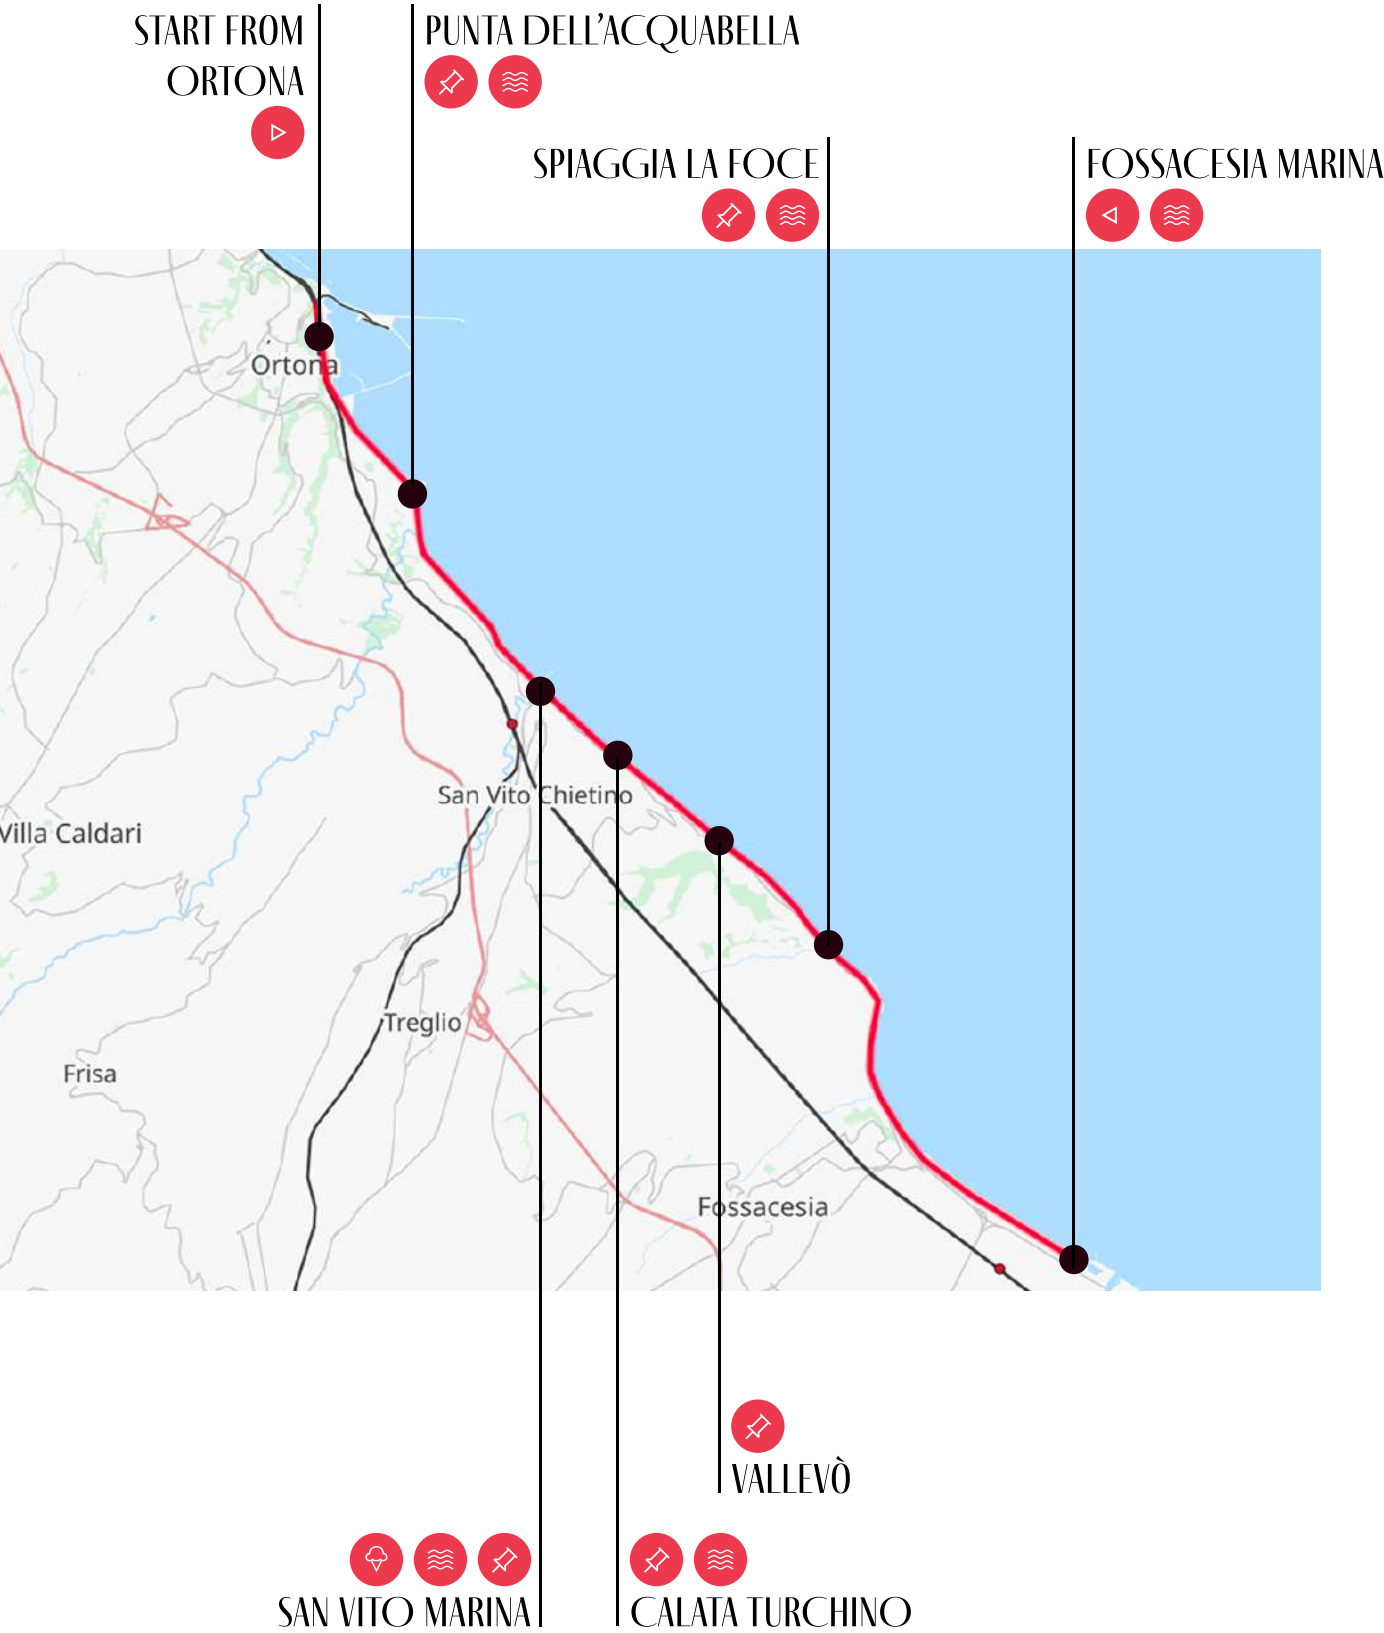 START FROM
ORTONA
PUNTA DELL'ACQUABELLA
SPIAGGIA LA FOCE
FOSSACESIA MARINA
Ortona
San Vito Chietino
Villa Caldari
Treglio
Frisa
Fossacesia
VALLEVÒ
SAN VITO MARINA
CALATA TURCHINO